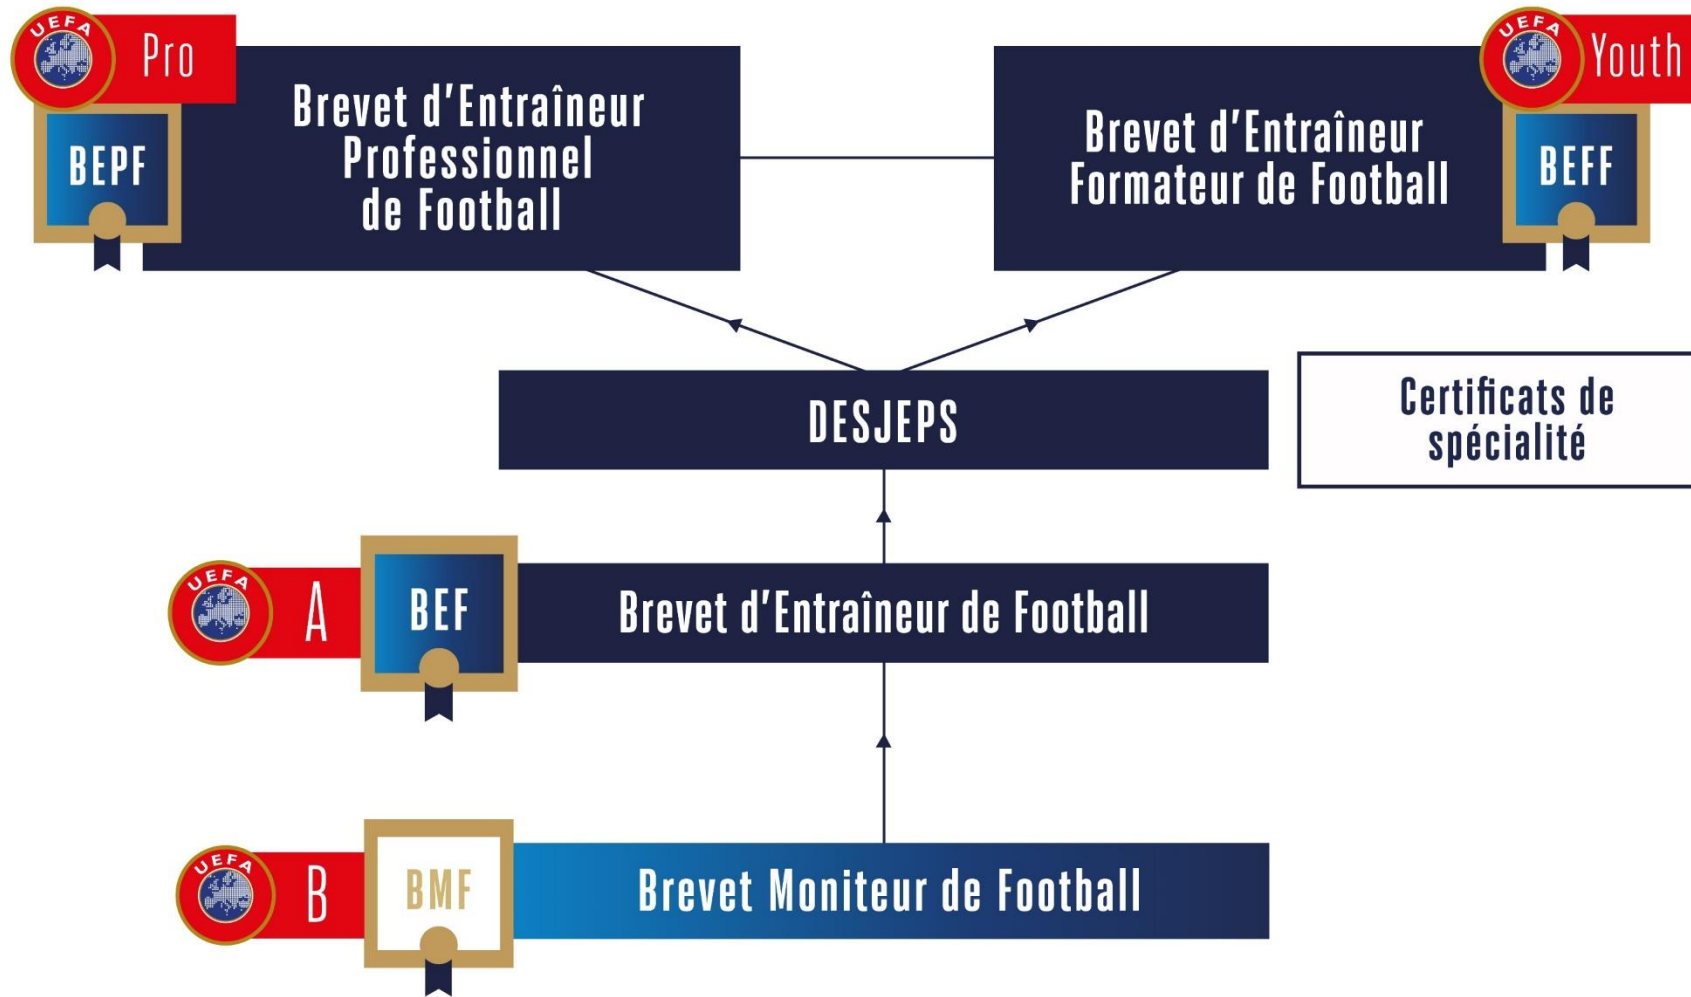 UEFA
Pro
BEPF
Brevet d'Entraîneur
Professionnel
de Football
Brevet d'Entraîneur
Formateur de Football
UEFA
Youth
BEFF
DESJEPS
Certificats de
spécialité
UEFA
A
BEF
Brevet d'Entraîneur de Football
UEFA
B
BMF
Brevet Moniteur de Football